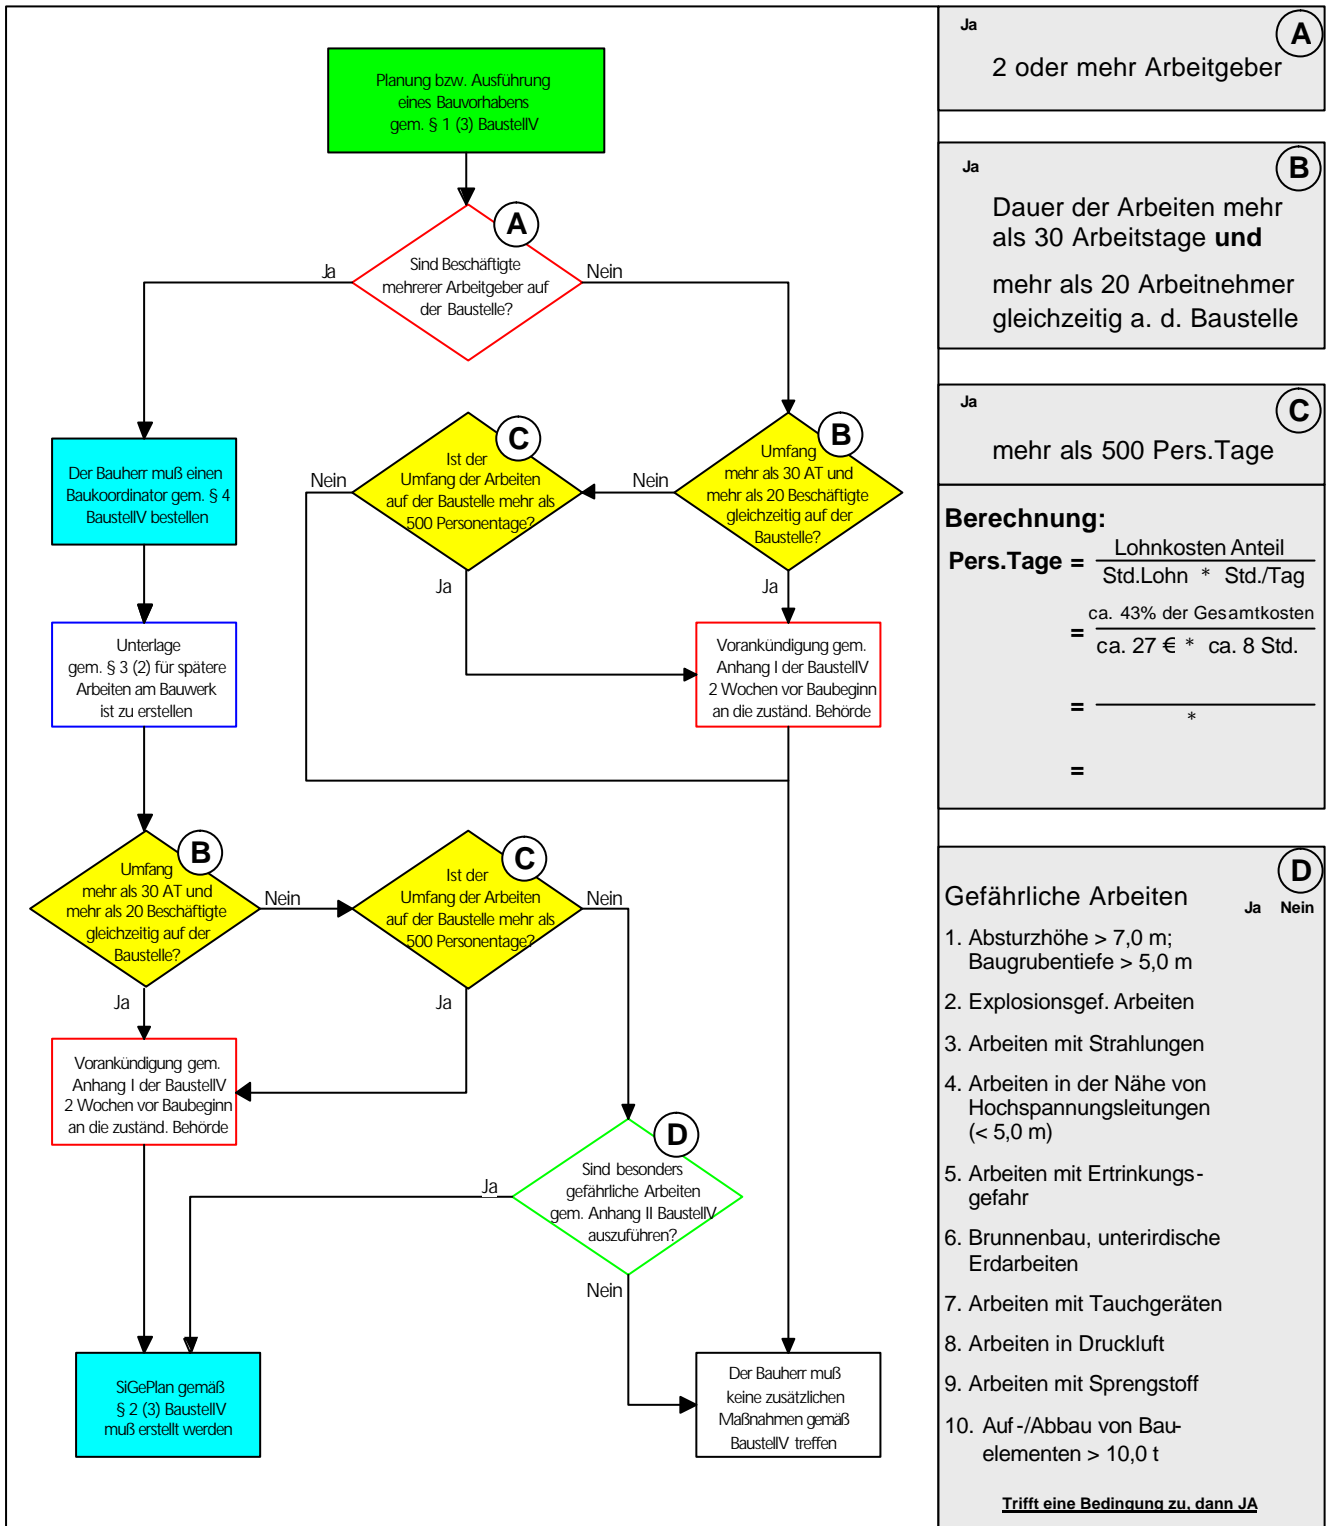 Planung bzw. Ausführung
eines Bauvorhabens
gem. § 1 (3) BaustellV
A
Sind Beschäftigte
mehrerer Arbeitgeber auf
der Baustelle?
Ja
Nein
Der Bauherr muß einen
Baukoordinator gem. § 4
BaustellV bestellen
C
Ist der
Umfang der Arbeiten
auf der Baustelle mehr als
500 Personentage?
Nein
Ja
B
Umfang
mehr als 30 AT und
mehr als 20 Beschäftigte
gleichzeitig auf der
Baustelle?
Nein
Ja
Unterlage
gem. § 3 (2) für spätere
Arbeiten am Bauwerk
ist zu erstellen
Vorankündigung gem.
Anhang I der BaustellV
2 Wochen vor Baubeginn
an die zuständ. Behörde
B
Umfang
mehr als 30 AT und
mehr als 20 Beschäftigte
gleichzeitig auf der
Baustelle?
Nein
Ja
C
Ist der
Umfang der Arbeiten
auf der Baustelle mehr als
500 Personentage?
Nein
Ja
Vorankündigung gem.
Anhang I der BaustellV
2 Wochen vor Baubeginn
an die zuständ. Behörde
D
Sind besonders
gefährliche Arbeiten
gem. Anhang II BaustellV
auszuführen?
Ja
Nein
SiGePlan gemäß
§ 2 (3) BaustellV
muß erstellt werden
Der Bauherr muß
keine zusätzlichen
Maßnahmen gemäß
BaustellV treffen
Ja
A
2 oder mehr Arbeitgeber
Ja
B
Dauer der Arbeiten mehr
als 30 Arbeitstage und
mehr als 20 Arbeitnehmer
gleichzeitig a. d. Baustelle
Ja
C
mehr als 500 Pers.Tage
Berechnung:
Pers.Tage = Lohnkosten Anteil
Std.Lohn * Std./Tag
= ca. 43% der Gesamtkosten
ca. 27 € * ca. 8 Std.
=
*
=
D
Gefährliche Arbeiten Ja Nein
1. Absturzhöhe > 7,0 m;
Baugrubentiefe > 5,0 m
2. Explosionsgef. Arbeiten
3. Arbeiten mit Strahlungen
4. Arbeiten in der Nähe von
Hochspannungsleitungen
(< 5,0 m)
5. Arbeiten mit Ertrinkungs-
gefahr
6. Brunnenbau, unterirdische
Erdarbeiten
7. Arbeiten mit Tauchgeräten
8. Arbeiten in Druckluft
9. Arbeiten mit Sprengstoff
10. Auf-/Abbau von Bau-
elementen > 10,0 t
Trifft eine Bedingung zu, dann JA